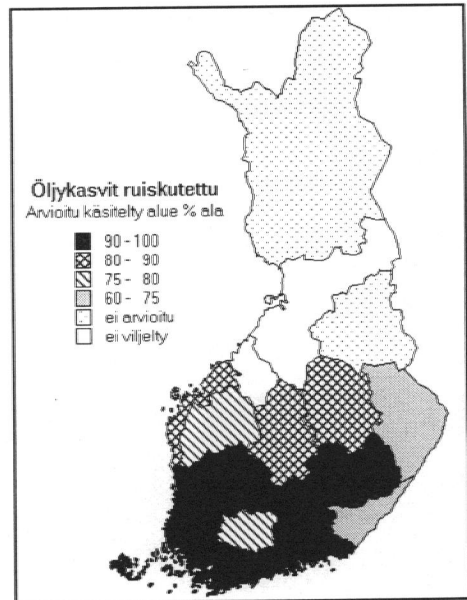 Öljykasvit ruiskutettu
Arvioitu käsitelty alue % ala
90 - 100
80 - 90
75 - 80
60 - 75
ei arvioitu
ei viljelty